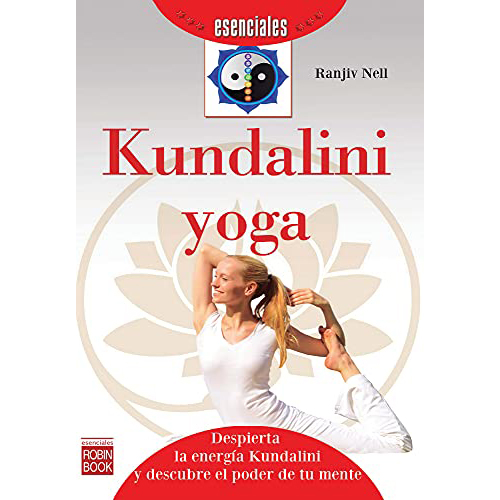 esenciales
Ranjiv Nell
Kundalini
yoga
Despierta
la energía Kundalini
y descubre el poder de tu mente
esenciales
ROBIN
BOOK